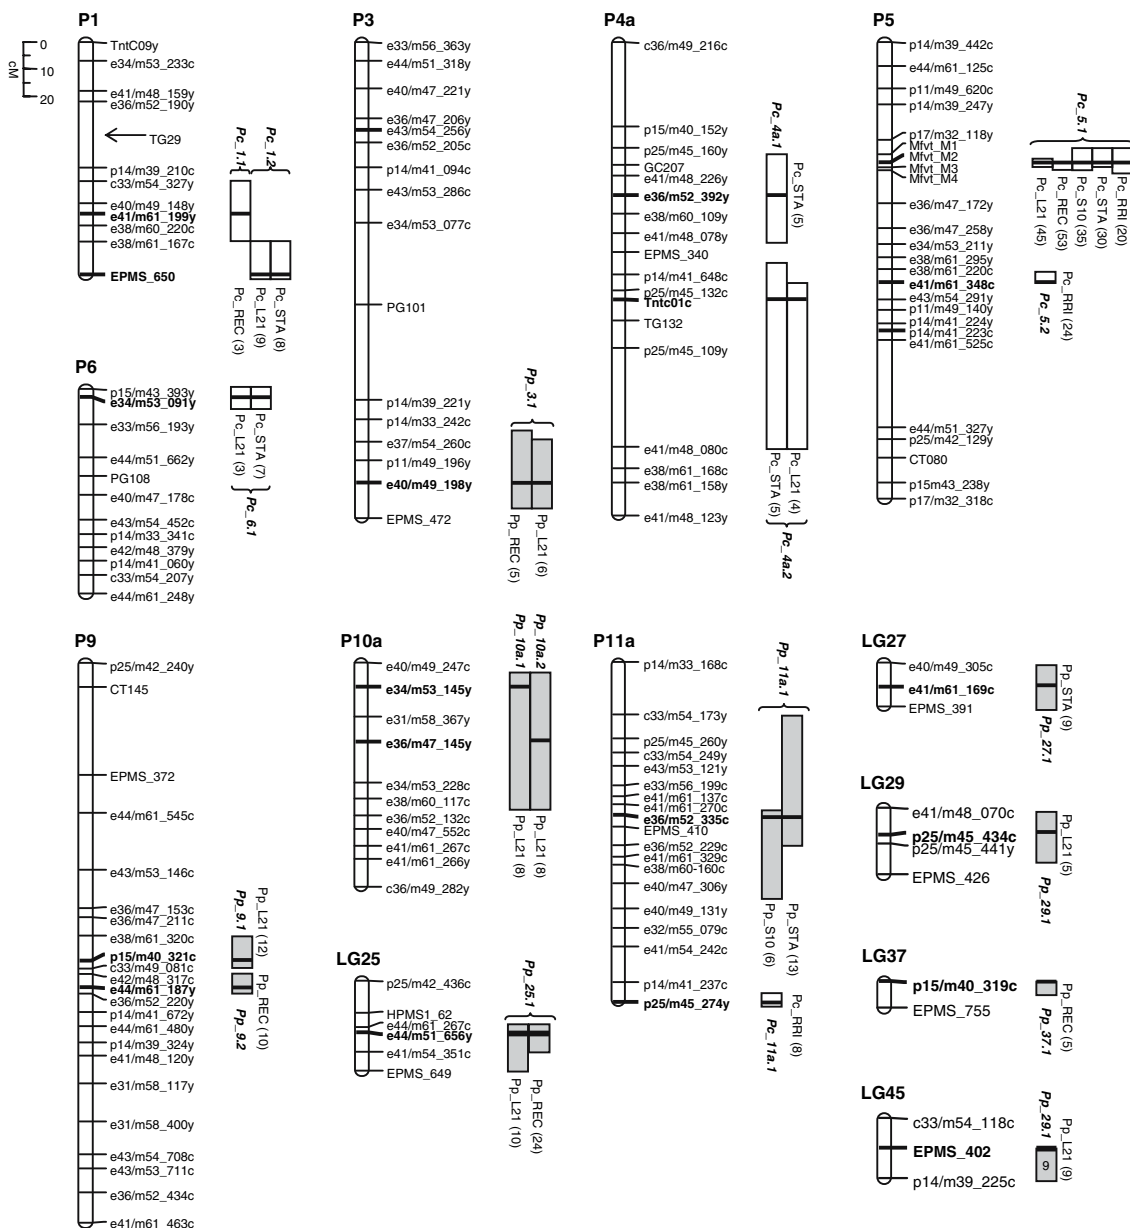 P1
0
10
20
cM
TntC09y
e34/m53_233c
e41/m48_159y
e36/m52_190y
TG29
p14/m39_210c
c33/m54_327y
e40/m49_148y
e41/m61_199y
e38/m60_220c
e38/m61_167c
EPMS_650
Pc_1.1
Pc_1.2
Pc_REC (3)
Pc_L21 (9)
Pc_STA (8)
P6
p15/m43_393y
e34/m53_091y
e33/m56_193y
e44/m51_662y
PG108
e40/m47_178c
e43/m54_452c
p14/m33_341c
e42/m48_379y
p14/m41_060y
c33/m54_207y
e44/m61_248y
Pc_L21 (3)
Pc_STA (7)
Pc_6.1
P3
e33/m56_363y
e44/m51_318y
e40/m47_221y
e36/m47_206y
e43/m54_256y
e36/m52_205c
p14/m41_094c
e43/m53_286c
e34/m53_077c
PG101
p14/m39_221y
p14/m33_242c
e37/m54_260c
p11/m49_196y
e40/m49_198y
EPMS_472
Pp_3.1
Pp_REC (5)
Pp_L21 (6)
P4a
c36/m49_216c
p15/m40_152y
p25/m45_160y
GC207
e41/m48_226y
e36/m52_392y
e38/m60_109y
e41/m48_078y
EPMS_340
p14/m41_648c
p25/m45_132c
Tntc01c
TG132
p25/m45_109y
e41/m48_080c
e38/m61_168c
e38/m61_158y
e41/m48_123y
Pc_4a.1
Pc_STA (5)
Pc_STA (5)
Pc_L21 (4)
Pc_4a.2
P5
p14/m39_442c
e44/m61_125c
p11/m49_620c
p14/m39_247y
p17/m32_118y
Mfvt_M1
Mfvt_M2
Mfvt_M3
Mfvt_M4
e36/m47_172y
e36/m47_258y
e34/m53_211y
e38/m61_295y
e38/m61_220c
e41/m61_348c
e43/m54_291y
p11/m49_140y
p14/m41_224y
p14/m41_223c
e41/m61_525c
e44/m51_327y
p25/m42_129y
CT080
p15m43_238y
p17/m32_318c
Pc_5.1
Pc_L21 (45)
Pc_REC (53)
Pc_S10 (35)
Pc_STA (30)
Pc_RRI (20)
Pc_RRI (24)
Pc_5.2
P9
p25/m42_240y
CT145
EPMS_372
e44/m61_545c
e43/m53_146c
e36/m47_153c
e36/m47_211c
e38/m61_320c
p15/m40_321c
c33/m49_081c
e42/m48_317c
e44/m61_187y
e36/m52_220y
p14/m41_672y
e44/m61_480y
p14/m39_324y
e41/m48_120y
e31/m58_117y
e31/m58_400y
e43/m54_708c
e43/m53_711c
e36/m52_434c
e41/m61_463c
Pp_9.1
Pp_L21 (12)
Pp_REC (10)
Pp_9.2
P10a
e40/m49_247c
e34/m53_145y
e31/m58_367y
e36/m47_145y
e34/m53_228c
e38/m60_117c
e36/m52_132c
e40/m47_552c
e41/m61_267c
e41/m61_266y
c36/m49_282y
Pp_10a.1
Pp_10a.2
Pp_L21 (8)
Pp_L21 (8)
LG25
p25/m42_436c
HPMS1_62
e44/m61_267c
e44/m51_656y
e41/m54_351c
EPMS_649
Pp_25.1
Pp_L21 (10)
Pp_REC (24)
P11a
p14/m33_168c
c33/m54_173y
p25/m45_260y
c33/m54_249y
e43/m53_121y
e33/m56_199c
e41/m61_137c
e41/m61_270c
e36/m52_335c
EPMS_410
e36/m52_229c
e41/m61_329c
e38/m60-160c
e40/m47_306y
e40/m49_131y
e32/m55_079c
e41/m54_242c
p14/m41_237c
p25/m45_274y
Pp_11a.1
Pp_S10 (6)
Pp_STA (13)
Pc_RRI (8)
Pc_11a.1
LG27
e40/m49_305c
e41/m61_169c
EPMS_391
Pp_STA (9)
Pp_27.1
LG29
e41/m48_070c
p25/m45_434c
p25/m45_441y
EPMS_426
Pp_L21 (5)
Pp_29.1
LG37
p15/m40_319c
EPMS_755
Pp_REC (5)
Pp_37.1
LG45
c33/m54_118c
EPMS_402
p14/m39_225c
Pp_29.1
Pp_L21 (9)
9